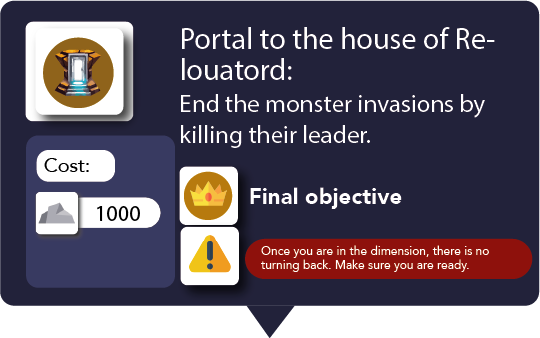 Portal to the house of Re-
louatord:
End the monster invasions by
killing their leader.
Cost:
1000
Final objective
Once you are in the dimension, there is no
turning back. Make sure you are ready.